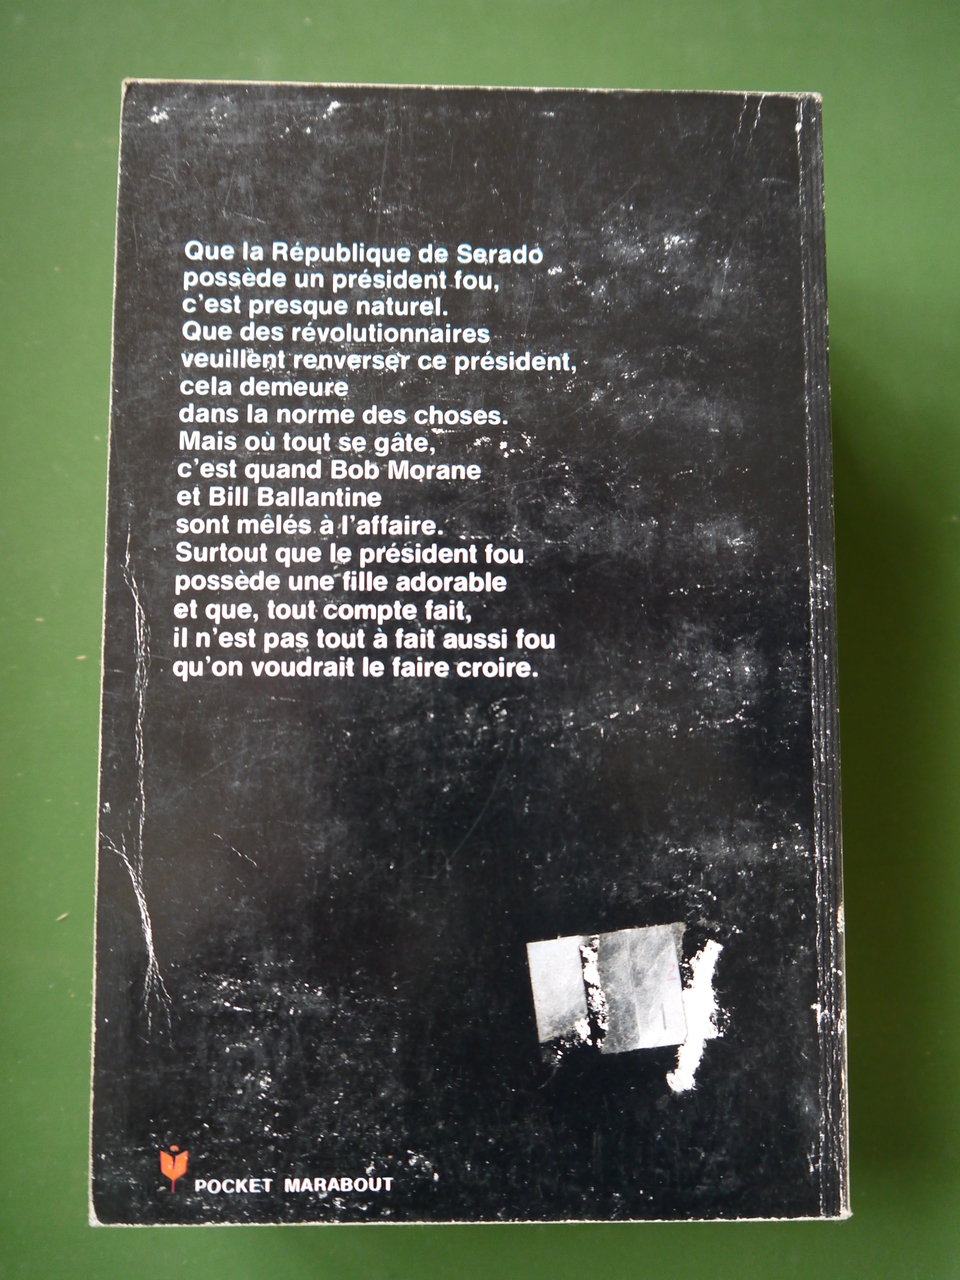 Que la République de Serado
possède un président fou,
c'est presque naturel.
Que des révolutionnaires
veuillent renverser ce président,
cela demeure
dans la norme des choses.
Mais où tout se gâte,
c'est quand Bob Morane
et Bill Ballantine
sont mêlés à l'affaire.
Surtout que le président fou
possède une fille adorable
et que, tout compte fait,
il n'est pas tout à fait aussi fou
qu'on voudrait le faire croire.
POCKET MARABOUT